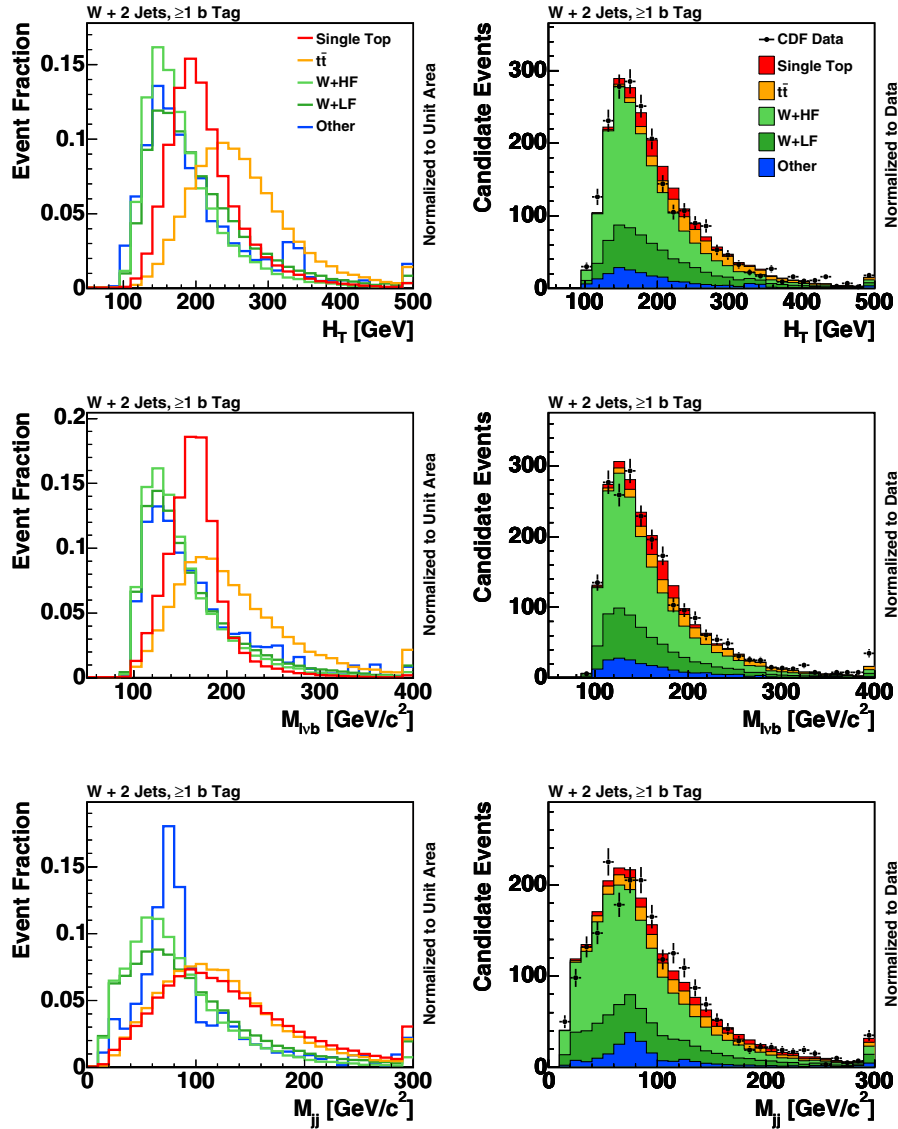 W + 2 Jets, ≥1 b Tag
Event Fraction
0.15
0.1
0.05
0
100 200 300 400 500
H_T [GeV]
Single Top
tt̄
W+HF
W+LF
Other
Normalized to Unit Area
W + 2 Jets, ≥1 b Tag
Candidate Events
300
200
100
0
100 200 300 400 500
H_T [GeV]
CDF Data
Single Top
tt̄
W+HF
W+LF
Other
Normalized to Data
W + 2 Jets, ≥1 b Tag
Event Fraction
0.2
0.15
0.1
0.05
0
100 200 300 400
M_lνb [GeV/c²]
Normalized to Unit Area
W + 2 Jets, ≥1 b Tag
Candidate Events
300
200
100
0
100 200 300 400
M_lνb [GeV/c²]
Normalized to Data
W + 2 Jets, ≥1 b Tag
Event Fraction
0.15
0.1
0.05
0
0 100 200 300
M_jj [GeV/c²]
Normalized to Unit Area
W + 2 Jets, ≥1 b Tag
Candidate Events
200
100
0
0 100 200 300
M_jj [GeV/c²]
Normalized to Data